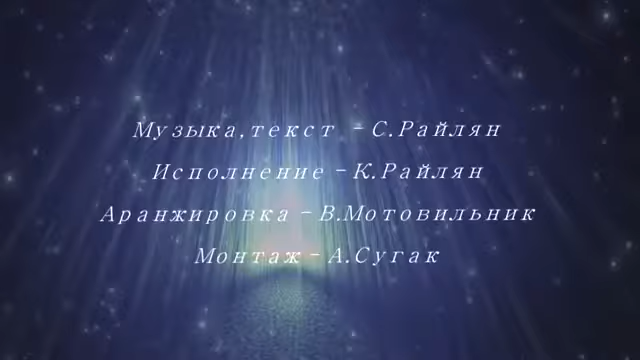 Музыка,текст - С.Райлян
Исполнение - К.Райлян
Аранжировка - В.Мотовильник
Монтаж - А.Сугак